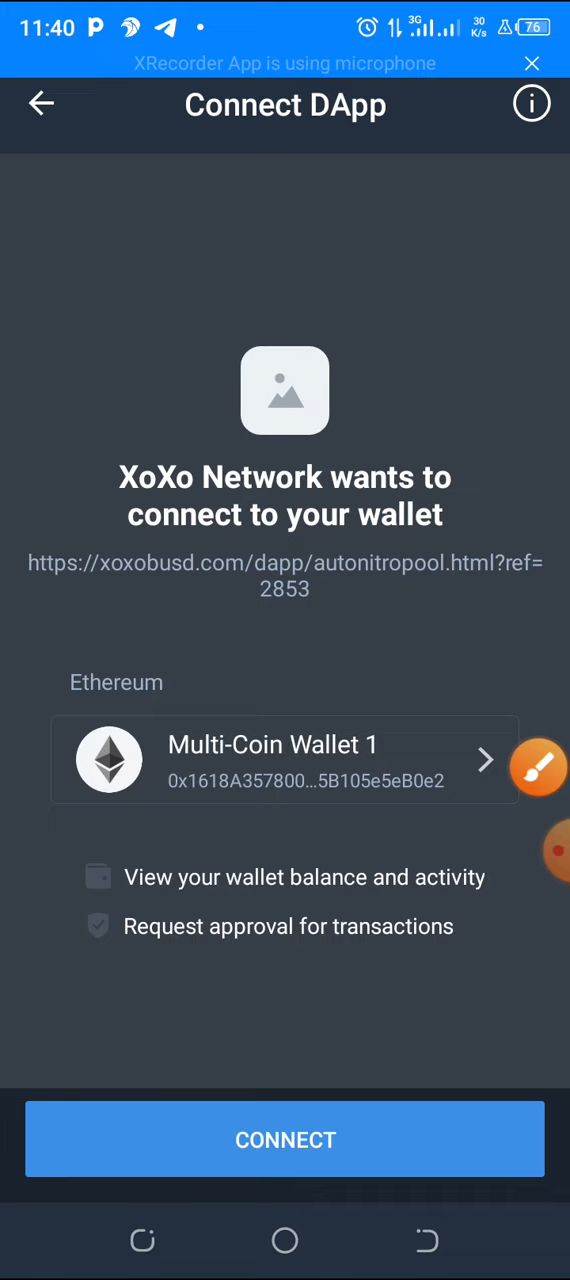 11:40
3G
30
K/s
76
XRecorder App is using microphone
Connect DApp
XoXo Network wants to
connect to your wallet
https://xoxobusd.com/dapp/autonitropool.html?ref=
2853
Ethereum
Multi-Coin Wallet 1
0x1618A357800...5B105e5eB0e2
View your wallet balance and activity
Request approval for transactions
CONNECT